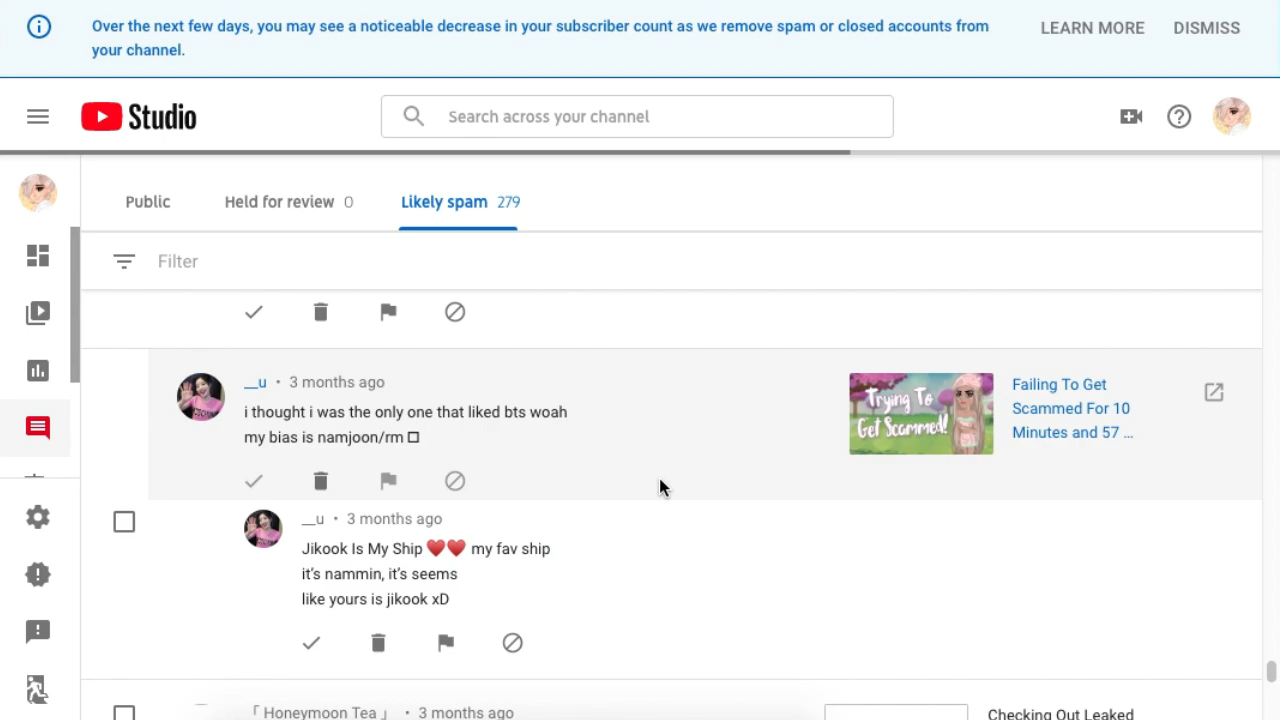 Over the next few days, you may see a noticeable decrease in your subscriber count as we remove spam or closed accounts from
your channel.
LEARN MORE
DISMISS
Studio
Search across your channel
Public
Held for review 0
Likely spam 279
Filter
__u • 3 months ago
i thought i was the only one that liked bts woah
my bias is namjoon/rm
Trying To
Get Scammed!
Failing To Get
Scammed For 10
Minutes and 57 ...
__u • 3 months ago
Jikook Is My Ship ♥️♥️ my fav ship
it's nammin, it's seems
like yours is jikook xD
「 Honeymoon Tea 」 • 3 months ago
Checking Out Leaked